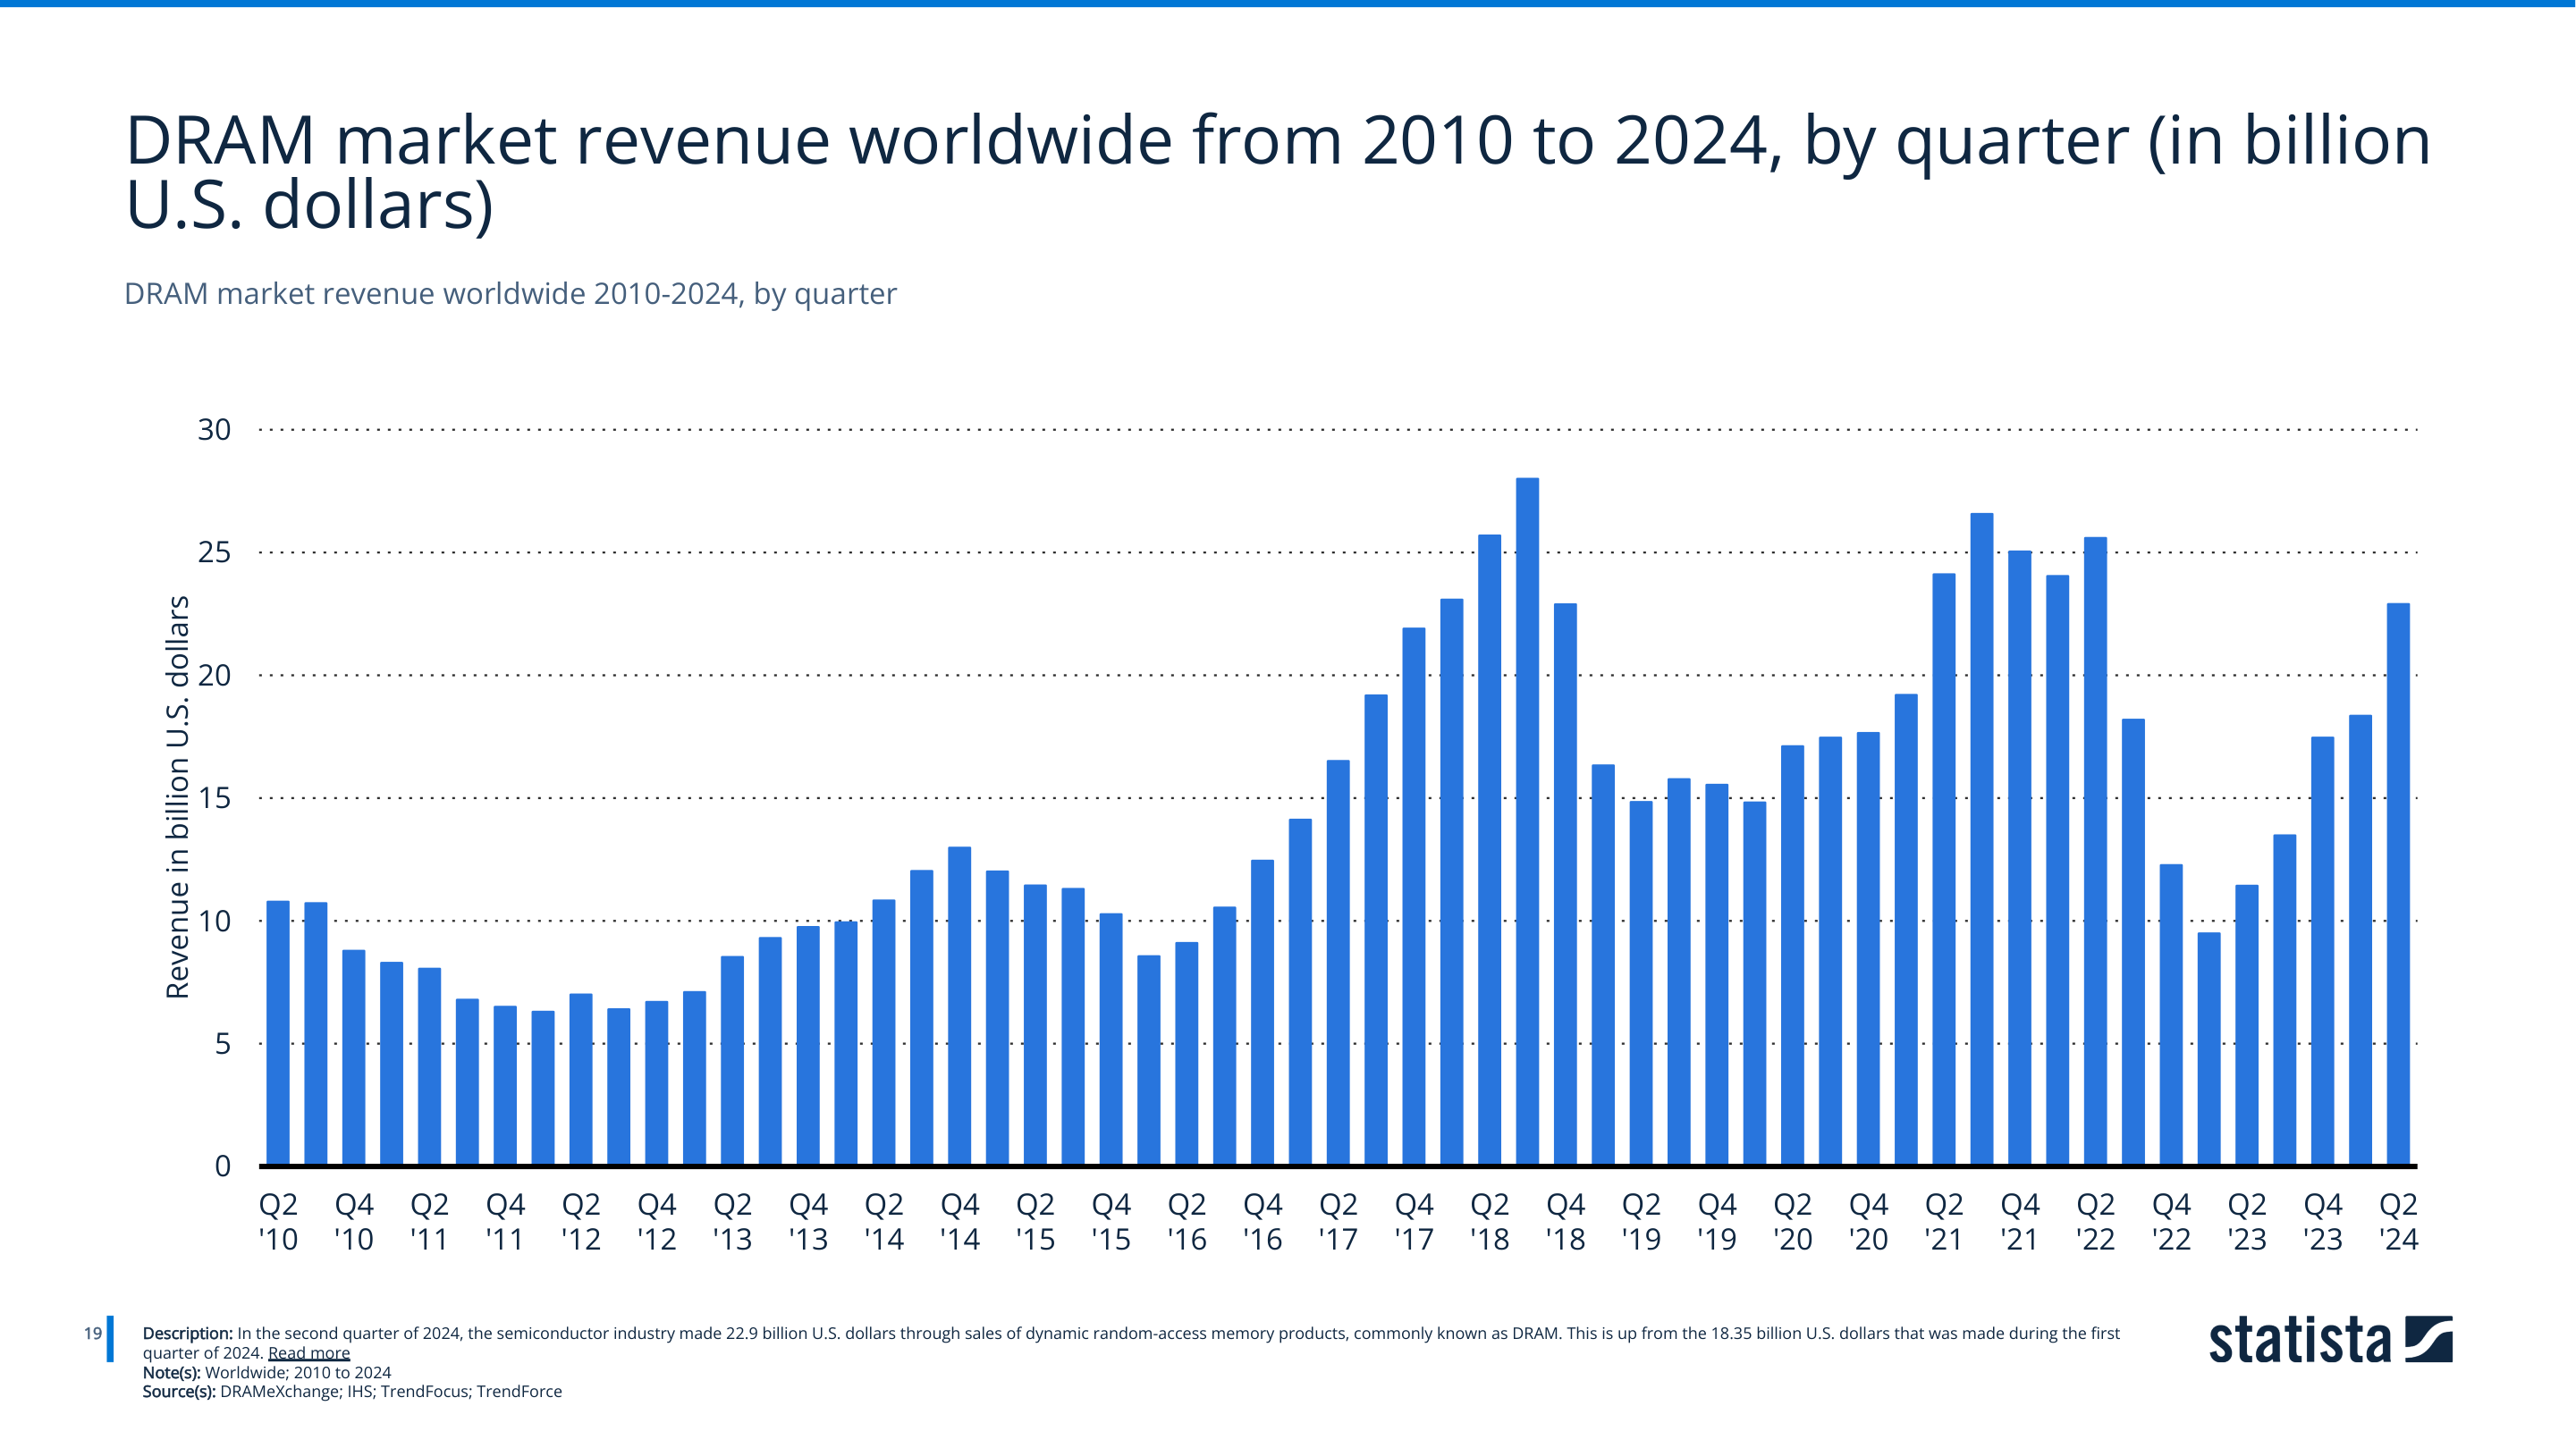 DRAM market revenue worldwide from 2010 to 2024, by quarter (in billion
U.S. dollars)
DRAM market revenue worldwide 2010-2024, by quarter
Revenue in billion U.S. dollars
30
25
20
15
10
5
0
Q2 Q4 Q2 Q4 Q2 Q4 Q2 Q4 Q2 Q4 Q2 Q4 Q2 Q4 Q2 Q4 Q2 Q4 Q2 Q4 Q2 Q4 Q2 Q4 Q2 Q4 Q2 Q4 Q2
'10 '10 '11 '11 '12 '12 '13 '13 '14 '14 '15 '15 '16 '16 '17 '17 '18 '18 '19 '19 '20 '20 '21 '21 '22 '22 '23 '23 '24
19
Description: In the second quarter of 2024, the semiconductor industry made 22.9 billion U.S. dollars through sales of dynamic random-access memory products, commonly known as DRAM. This is up from the 18.35 billion U.S. dollars that was made during the first
quarter of 2024. Read more
Note(s): Worldwide; 2010 to 2024
Source(s): DRAMeXchange; IHS; TrendFocus; TrendForce
statista